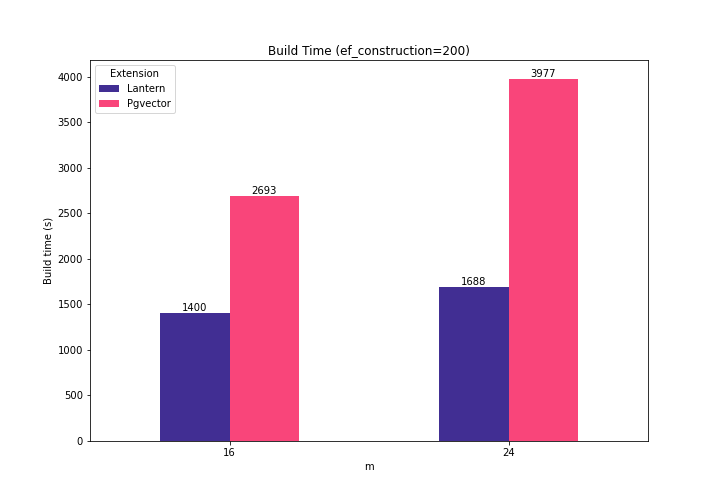 Build Time (ef_construction=200)
Extension
Lantern
Pgvector
4000
3500
3000
2500
2000
1500
1000
500
0
Build time (s)
1400
2693
1688
3977
16
24
m